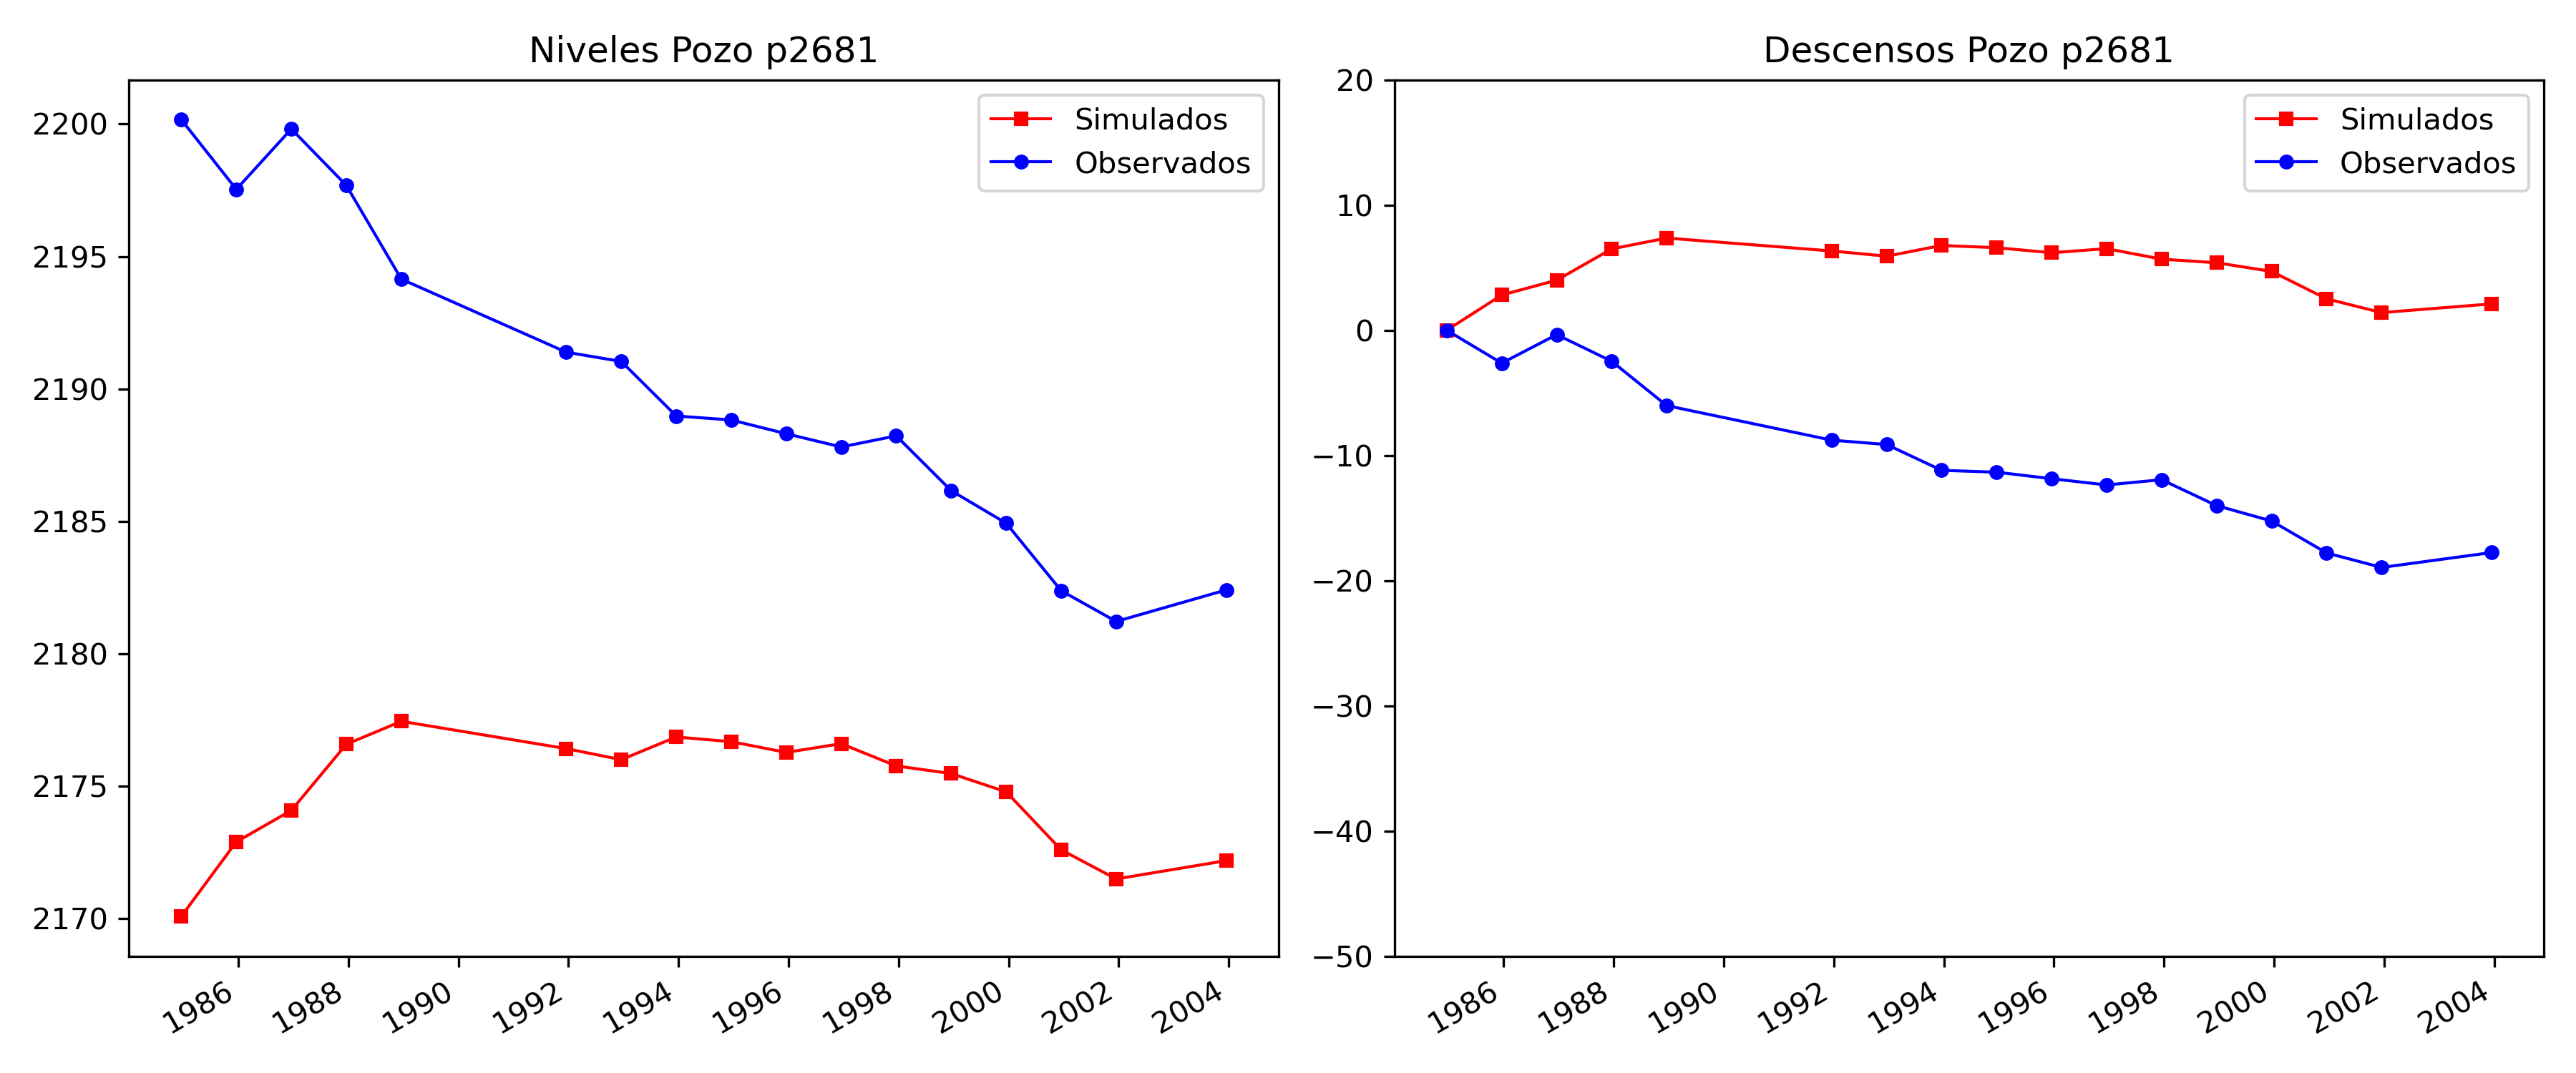 Niveles Pozo p2681
2200
2195
2190
2185
2180
2175
2170
1986 1988 1990 1992 1994 1996 1998 2000 2002 2004
Simulados
Observados
Descensos Pozo p2681
20
10
0
−10
−20
−30
−40
−50
1986 1988 1990 1992 1994 1996 1998 2000 2002 2004
Simulados
Observados